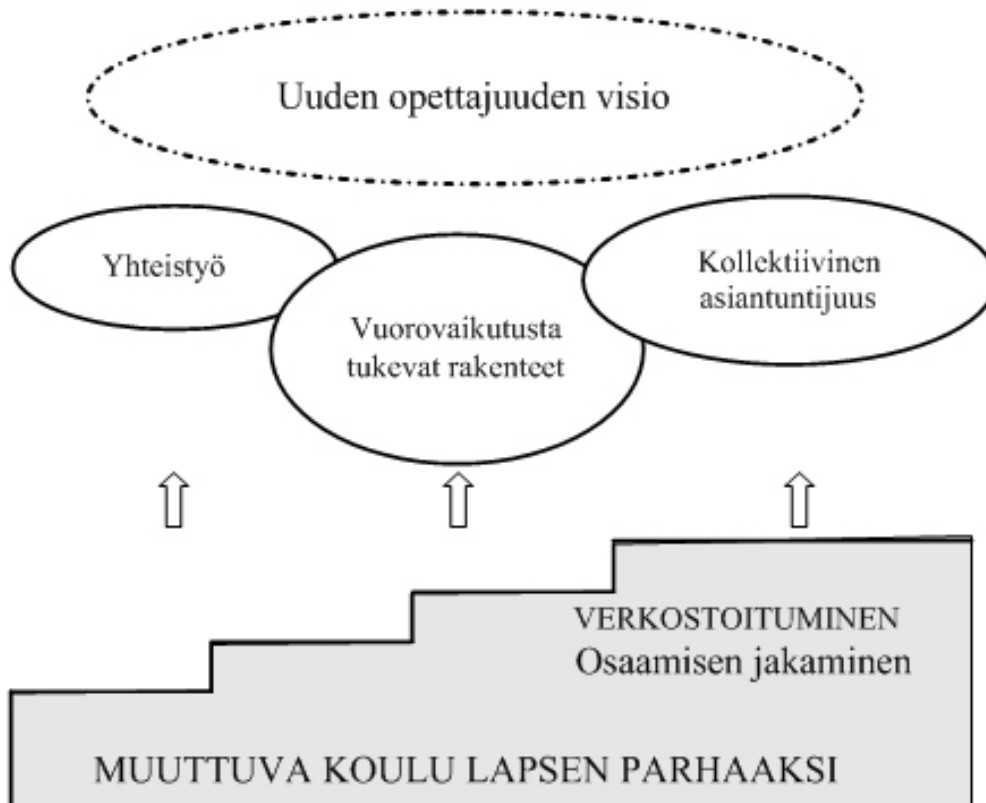 Uuden opettajuuden visio
Yhteistyö
Vuorovaikutusta
tukevat rakenteet
Kollektiivinen
asiantuntijuus
VERKOSTOITUMINEN
Osaamisen jakaminen
MUUTTUVA KOULU LAPSEN PARHAAKSI